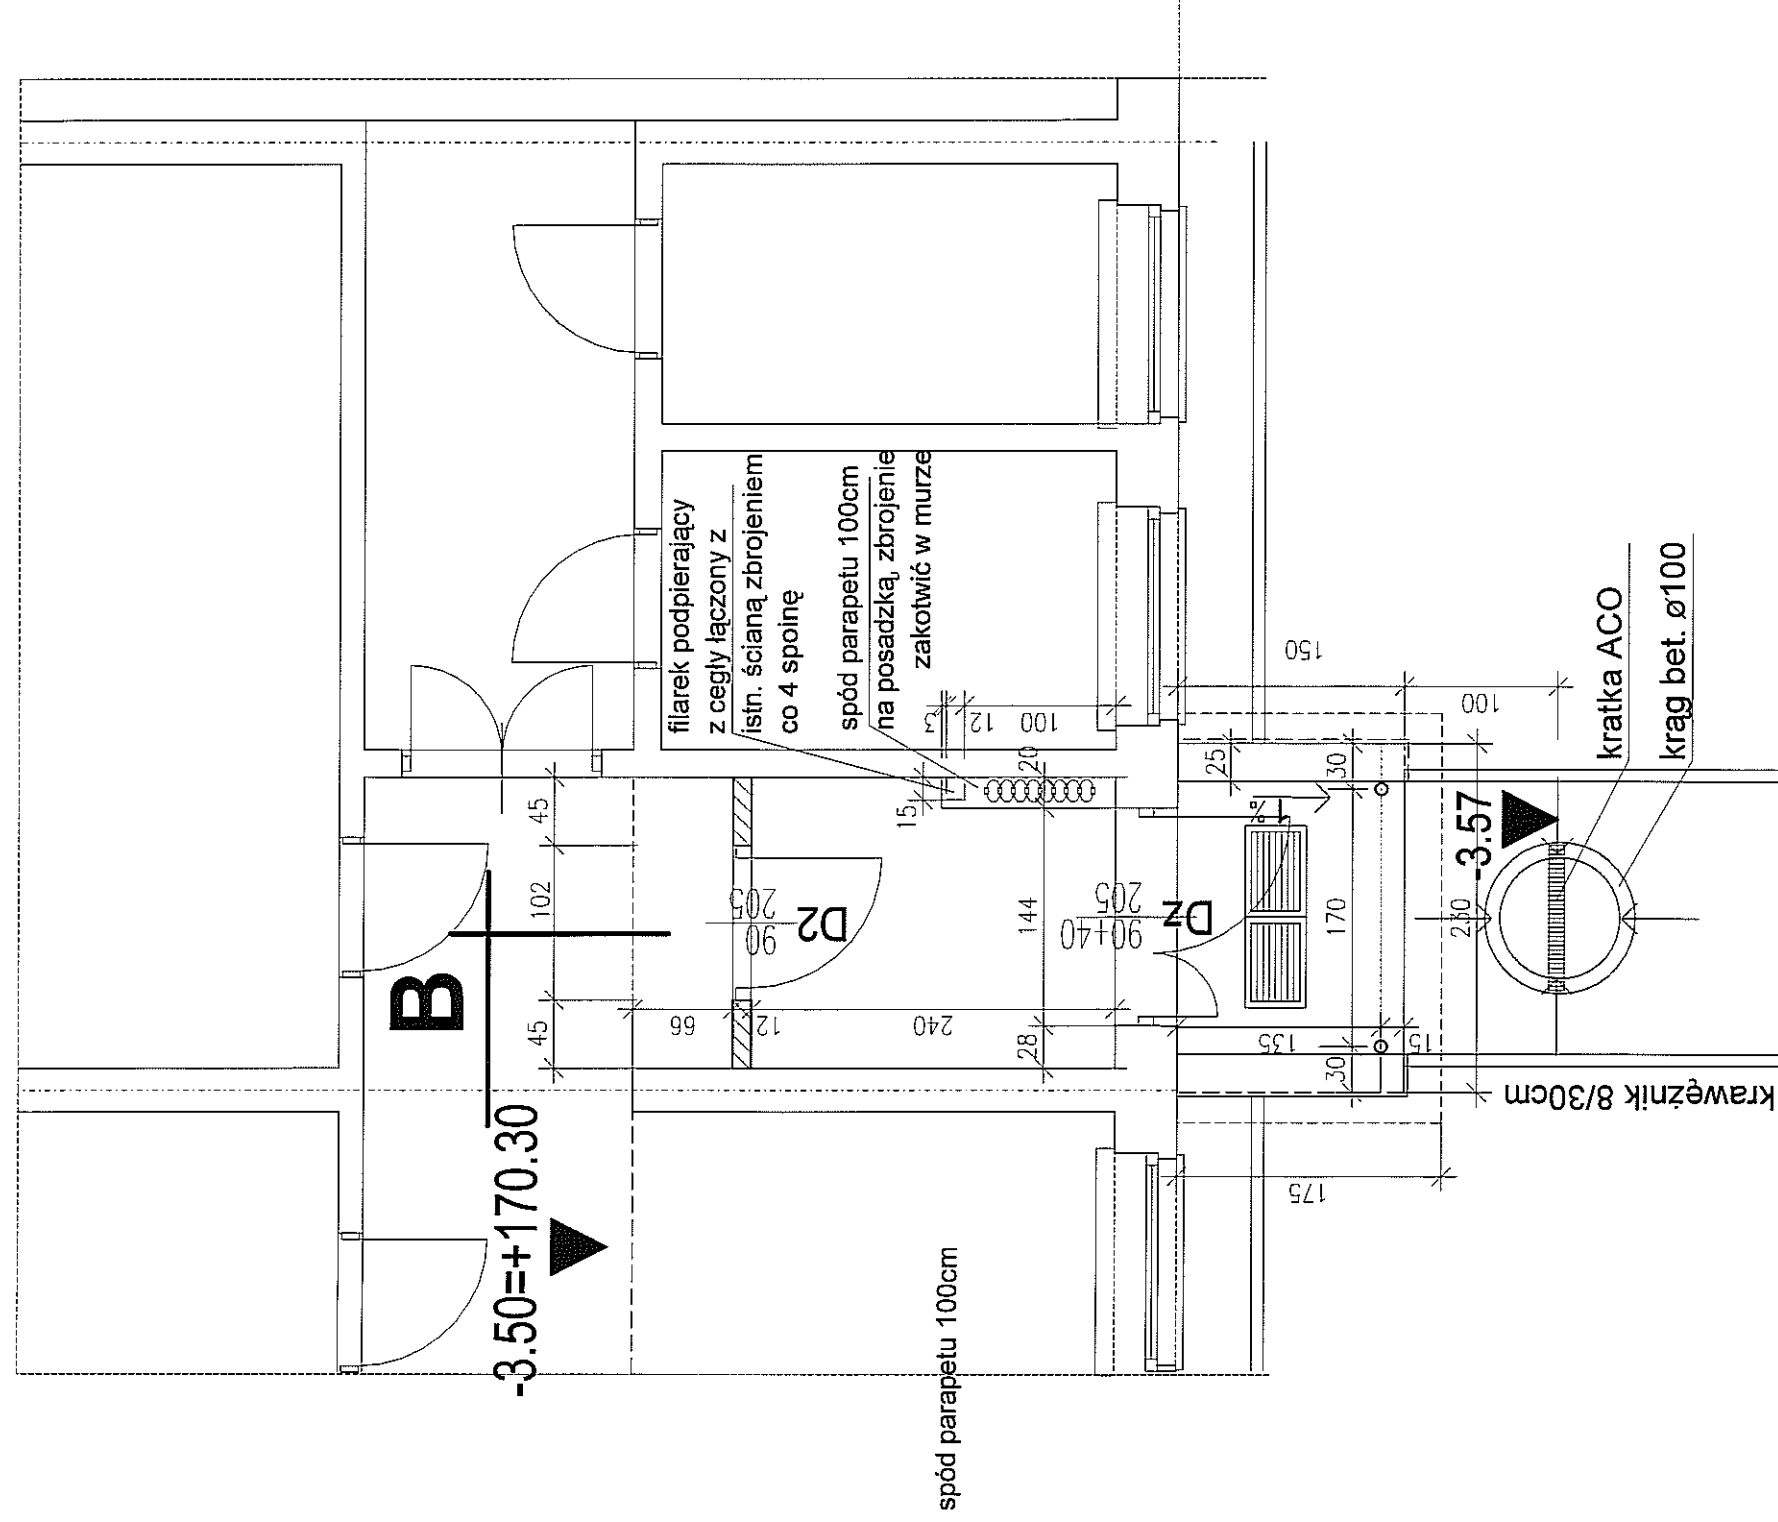 filarek podpierający
z cegły łączony z
istn. ścianą zbrojeniem
co 4 spoinę
spód parapetu 100cm
na posadzką, zbrojenie
zakotwić w murze
B
-3.50=+170.30
45
102
45
66
12
240
90
205
D2
3
12
100
20
15
144
28
90+40
205
Dz
1%
25
150
100
30
170
30
135
15
230
175
-3.57
kratka ACO
krąg bet. ø100
krawężnik 8/30cm
spód parapetu 100cm